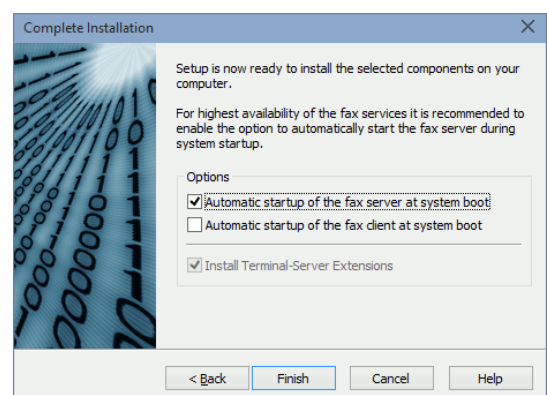 Complete Installation
Setup is now ready to install the selected components on your
computer.
For highest availability of the fax services it is recommended to
enable the option to automatically start the fax server during
system startup.
Options
Automatic startup of the fax server at system boot
Automatic startup of the fax client at system boot
Install Terminal-Server Extensions
< Back Finish Cancel Help